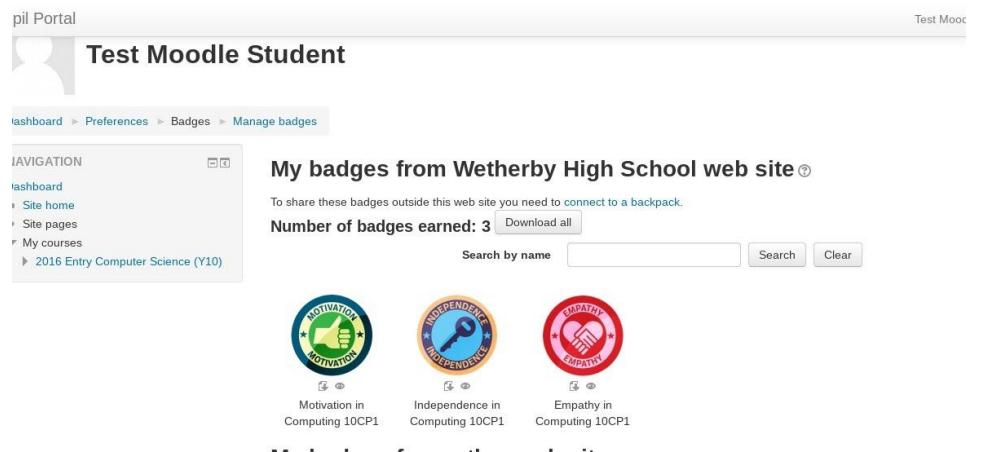 pil Portal
Test Mood
Test Moodle Student
ashboard ► Preferences ► Badges ► Manage badges
NAVIGATION
ashboard
Site home
Site pages
My courses
2016 Entry Computer Science (Y10)
My badges from Wetherby High School web site
To share these badges outside this web site you need to connect to a backpack.
Number of badges earned: 3 Download all
Search by name Search Clear
MOTIVATION
MOTIVATION
INDEPENDENCE
INDEPENDENCE
EMPATHY
EMPATHY
Motivation in
Computing 10CP1
Independence in
Computing 10CP1
Empathy in
Computing 10CP1